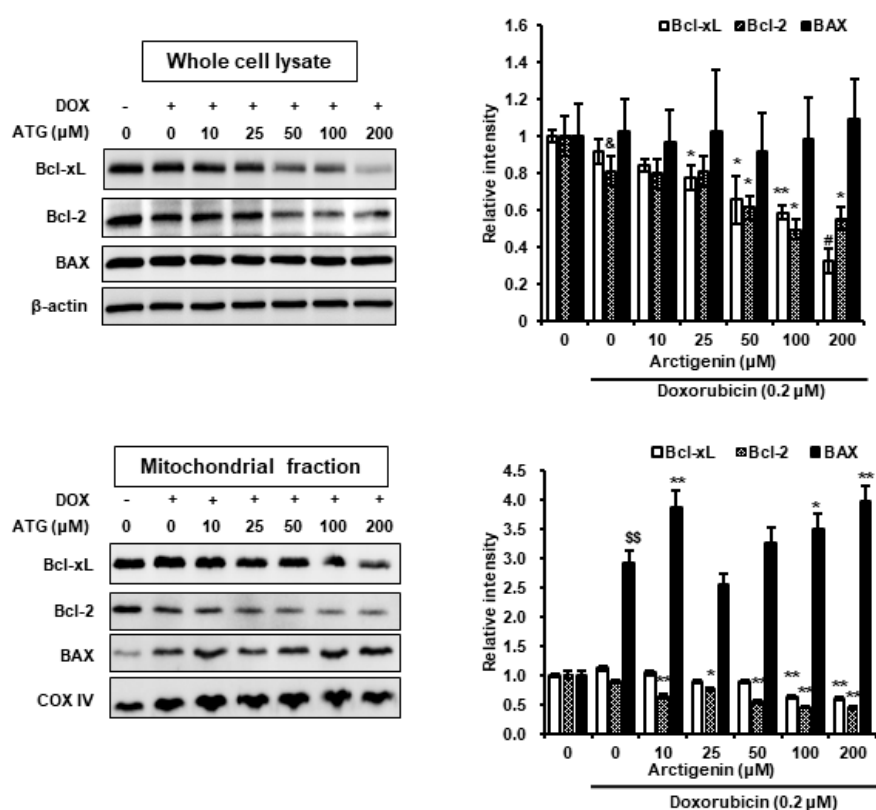 Whole cell lysate
DOX - + + + + + +
ATG (µM) 0 0 10 25 50 100 200
Bcl-xL
Bcl-2
BAX
β-actin
Bcl-xL Bcl-2 BAX
Relative intensity
1.6
1.4
1.2
1
0.8
0.6
0.4
0.2
0
& * * * ** * # *
0 0 10 25 50 100 200
Arctigenin (µM)
Doxorubicin (0.2 µM)
Mitochondrial fraction
DOX - + + + + + +
ATG (µM) 0 0 10 25 50 100 200
Bcl-xL
Bcl-2
BAX
COX IV
Bcl-xL Bcl-2 BAX
Relative intensity
4.5
4.0
3.5
3.0
2.5
2.0
1.5
1.0
0.5
0.0
$$ ** ** * ** ** ** * ** ** **
0 0 10 25 50 100 200
Arctigenin (µM)
Doxorubicin (0.2 µM)